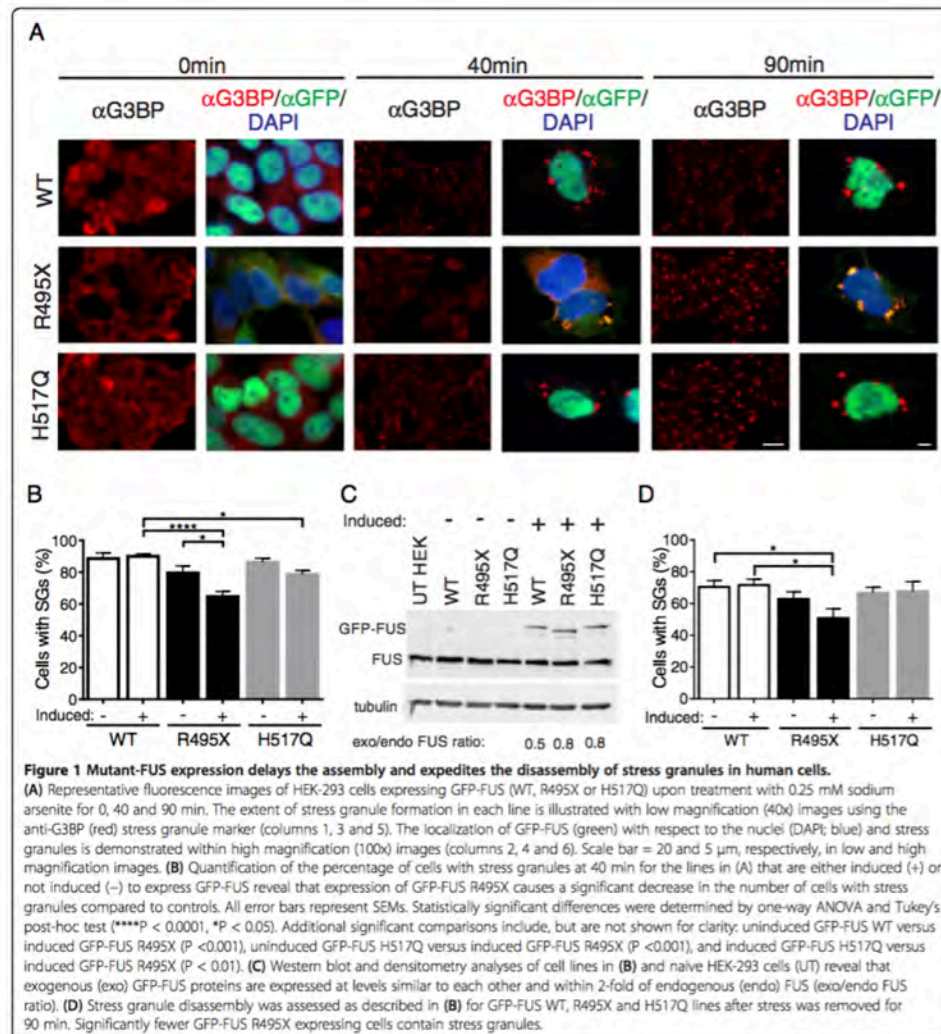 A
0min 40min 90min
αG3BP αG3BP/αGFP/DAPI αG3BP αG3BP/αGFP/DAPI αG3BP αG3BP/αGFP/DAPI
WT
R495X
H517Q
B
Cells with SGs (%)
100
80
60
40
20
0
****
*
*
Induced: - + - + - +
WT R495X H517Q
C
Induced: - - - + + +
UT HEK WT R495X H517Q WT R495X H517Q
GFP-FUS
FUS
tubulin
exo/endo FUS ratio: 0.5 0.8 0.8
D
Cells with SGs (%)
100
80
60
40
20
0
*
*
Induced: - + - + - +
WT R495X H517Q
Figure 1 Mutant-FUS expression delays the assembly and expedites the disassembly of stress granules in human cells.
(A) Representative fluorescence images of HEK-293 cells expressing GFP-FUS (WT, R495X or H517Q) upon treatment with 0.25 mM sodium
arsenite for 0, 40 and 90 min. The extent of stress granule formation in each line is illustrated with low magnification (40x) images using the
anti-G3BP (red) stress granule marker (columns 1, 3 and 5). The localization of GFP-FUS (green) with respect to the nuclei (DAPI; blue) and stress
granules is demonstrated within high magnification (100x) images (columns 2, 4 and 6). Scale bar = 20 and 5 µm, respectively, in low and high
magnification images. (B) Quantification of the percentage of cells with stress granules at 40 min for the lines in (A) that are either induced (+) or
not induced (−) to express GFP-FUS reveal that expression of GFP-FUS R495X causes a significant decrease in the number of cells with stress
granules compared to controls. All error bars represent SEMs. Statistically significant differences were determined by one-way ANOVA and Tukey's
post-hoc test (****P < 0.0001, *P < 0.05). Additional significant comparisons include, but are not shown for clarity: uninduced GFP-FUS WT versus
induced GFP-FUS R495X (P <0.001), uninduced GFP-FUS H517Q versus induced GFP-FUS R495X (P <0.001), and induced GFP-FUS H517Q versus
induced GFP-FUS R495X (P < 0.01). (C) Western blot and densitometry analyses of cell lines in (B) and naive HEK-293 cells (UT) reveal that
exogenous (exo) GFP-FUS proteins are expressed at levels similar to each other and within 2-fold of endogenous (endo) FUS (exo/endo FUS
ratio). (D) Stress granule disassembly was assessed as described in (B) for GFP-FUS WT, R495X and H517Q lines after stress was removed for
90 min. Significantly fewer GFP-FUS R495X expressing cells contain stress granules.